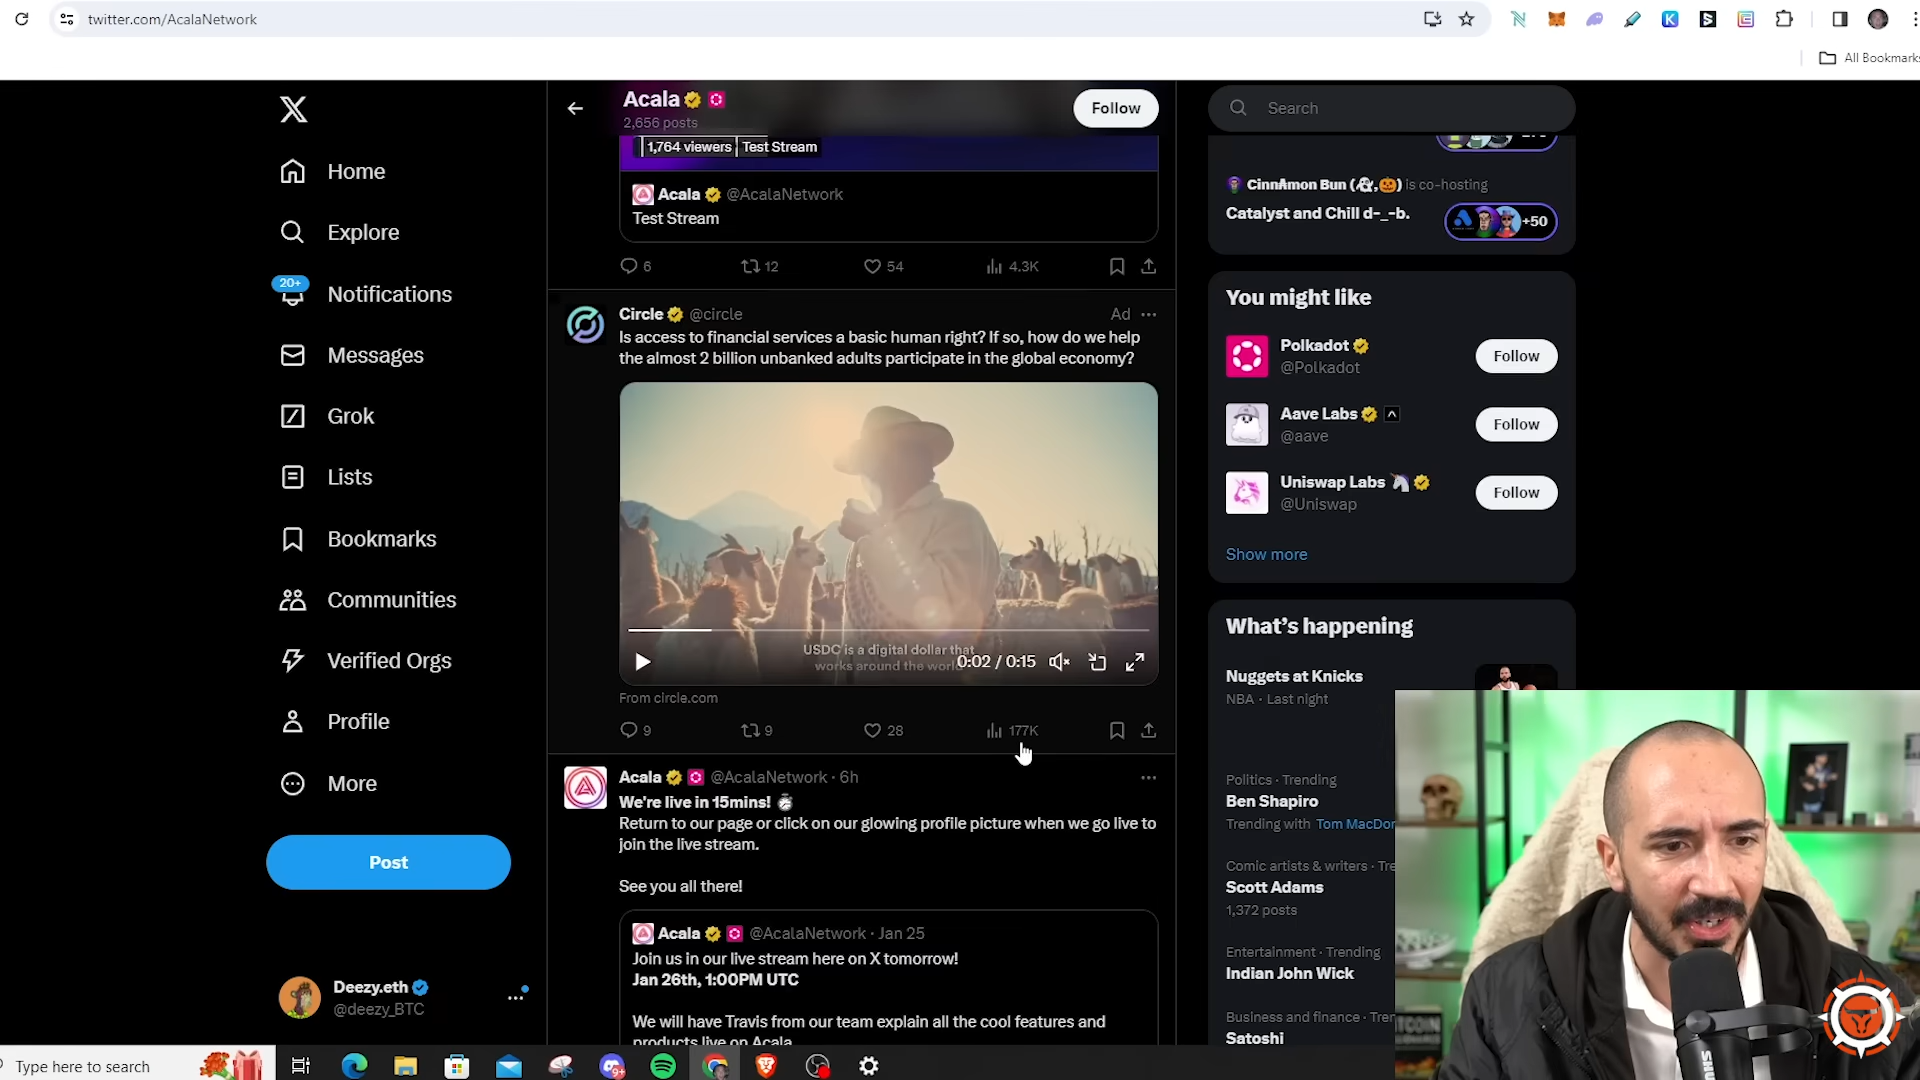 twitter.com/AcalaNetwork
All Bookmarks
Acala
2,656 posts
Follow
Search
1,764 viewers
Test Stream
Acala @AcalaNetwork
Test Stream
6
12
54
4.3K
Home
Explore
20+
Notifications
Messages
Grok
Lists
Bookmarks
Communities
Verified Orgs
Profile
More
Post
Deezy.eth
@deezy_BTC
Circle @circle
Ad
Is access to financial services a basic human right? If so, how do we help
the almost 2 billion unbanked adults participate in the global economy?
USDC is a digital dollar that
works around the world
0:02 / 0:15
From circle.com
9
9
28
177K
Acala @AcalaNetwork · 6h
We're live in 15mins!
Return to our page or click on our glowing profile picture when we go live to
join the live stream.
See you all there!
Acala @AcalaNetwork · Jan 25
Join us in our live stream here on X tomorrow!
Jan 26th, 1:00PM UTC
We will have Travis from our team explain all the cool features and
products live on Acala
CinnAmon Bun ( , ) is co-hosting
Catalyst and Chill d-_-b.
+50
You might like
Polkadot
@Polkadot
Follow
Aave Labs
@aave
Follow
Uniswap Labs
@Uniswap
Follow
Show more
What's happening
Nuggets at Knicks
NBA · Last night
Politics · Trending
Ben Shapiro
Trending with Tom MacDon
Comic artists & writers · Tre
Scott Adams
1,372 posts
Entertainment · Trending
Indian John Wick
Business and finance · Tren
Satoshi
Type here to search
9+